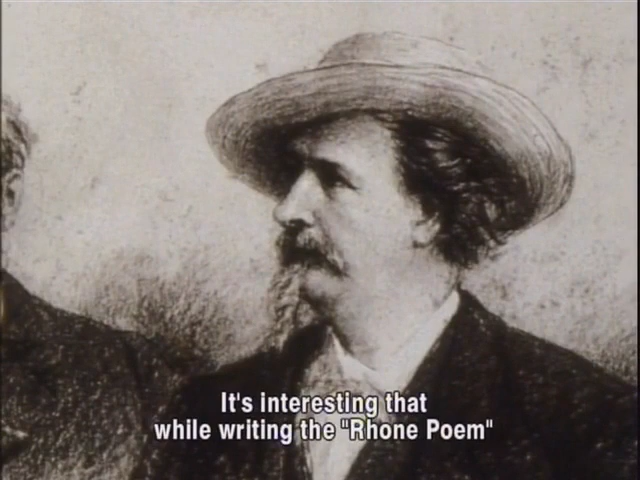 It's interesting that
while writing the "Rhone Poem"